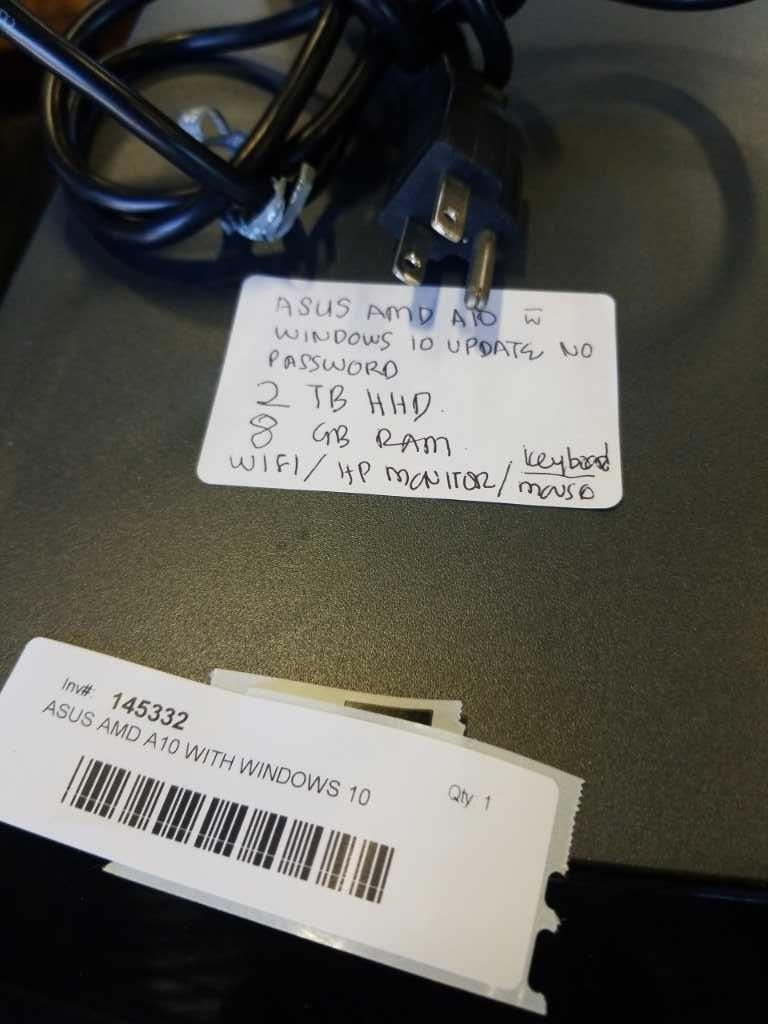 ASUS AMD A10 w̅
WINDOWS 10 UPDATE NO
PASSWORD
2 TB HHD.
8 GB RAM.
WIFI / HP MONITOR / keyboard
mouse
Inv#: 145332
ASUS AMD A10 WITH WINDOWS 10
Qty: 1